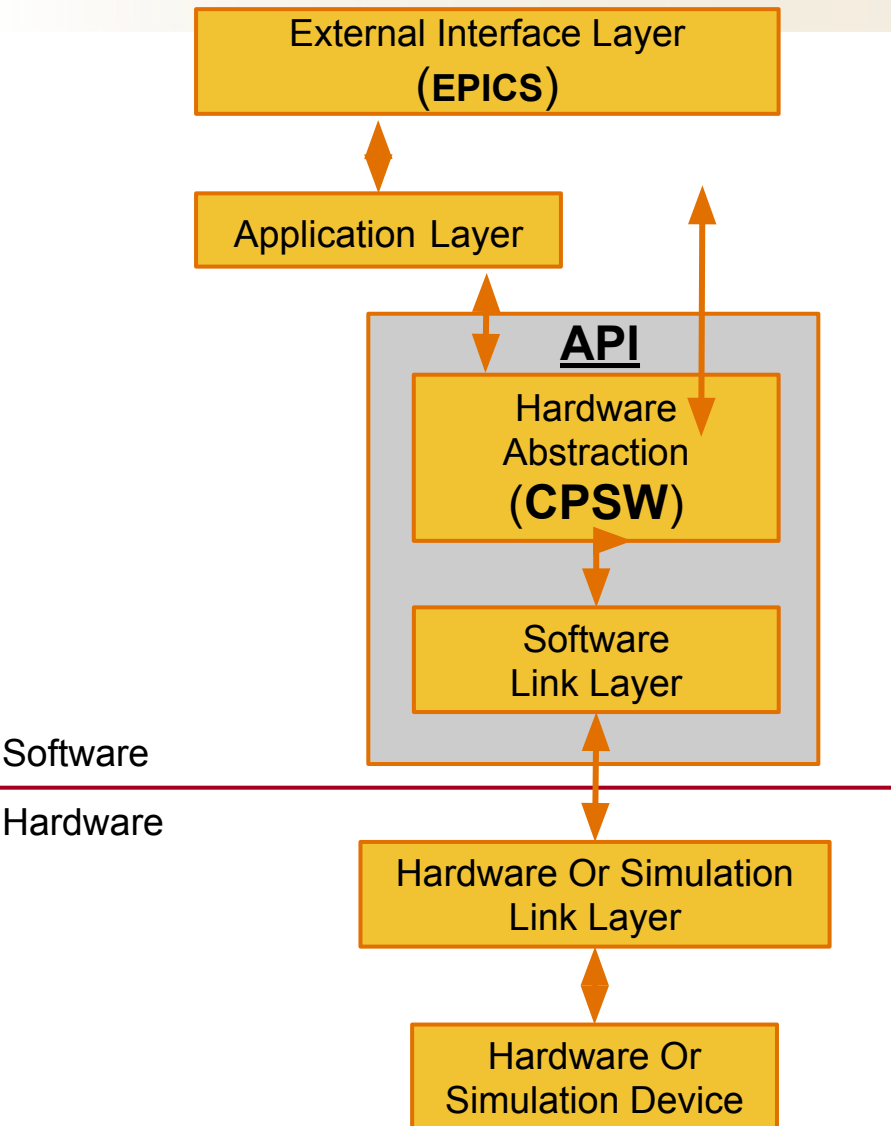 External Interface Layer
(EPICS)
Application Layer
API
Hardware
Abstraction
(CPSW)
Software
Link Layer
Software
Hardware
Hardware Or Simulation
Link Layer
Hardware Or
Simulation Device